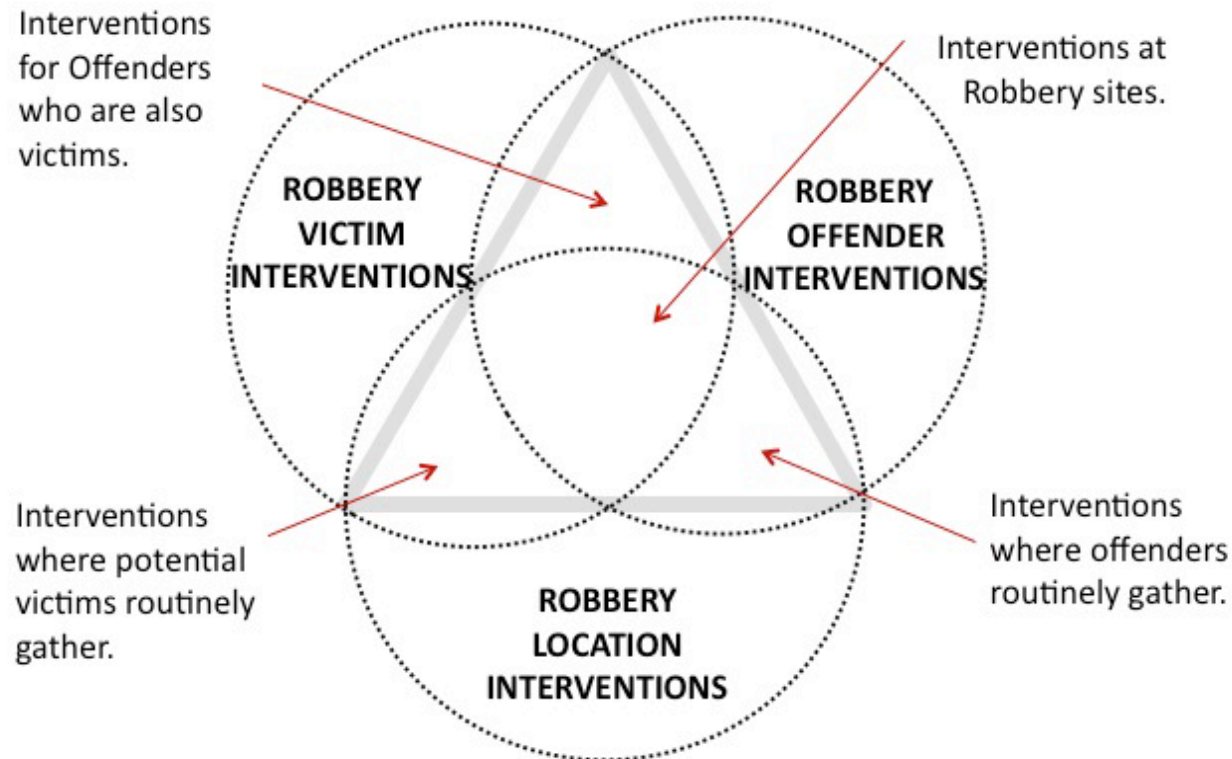 Interventions
for Offenders
who are also
victims.
Interventions at
Robbery sites.
ROBBERY
VICTIM
INTERVENTIONS
ROBBERY
OFFENDER
INTERVENTIONS
Interventions
where potential
victims routinely
gather.
Interventions
where offenders
routinely gather.
ROBBERY
LOCATION
INTERVENTIONS